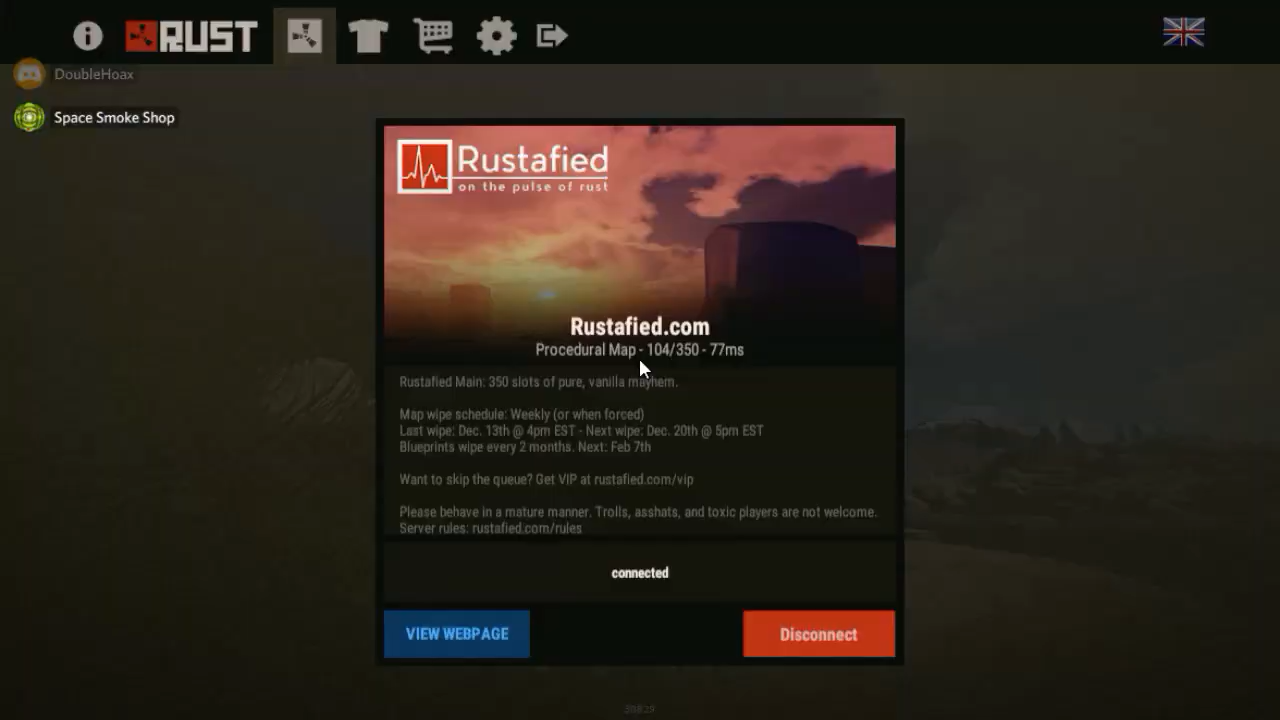 RUST
DoubleHoax
Space Smoke Shop
Rustafied
on the pulse of rust
Rustafied.com
Procedural Map - 104/350 - 77ms
Rustafied Main: 350 slots of pure, vanilla mayhem.
Map wipe schedule: Weekly (or when forced)
Last wipe: Dec. 13th @ 4pm EST - Next wipe: Dec. 20th @ 5pm EST
Blueprints wipe every 2 months. Next: Feb 7th
Want to skip the queue? Get VIP at rustafied.com/vip
Please behave in a mature manner. Trolls, asshats, and toxic players are not welcome.
Server rules: rustafied.com/rules
connected
VIEW WEBPAGE
Disconnect